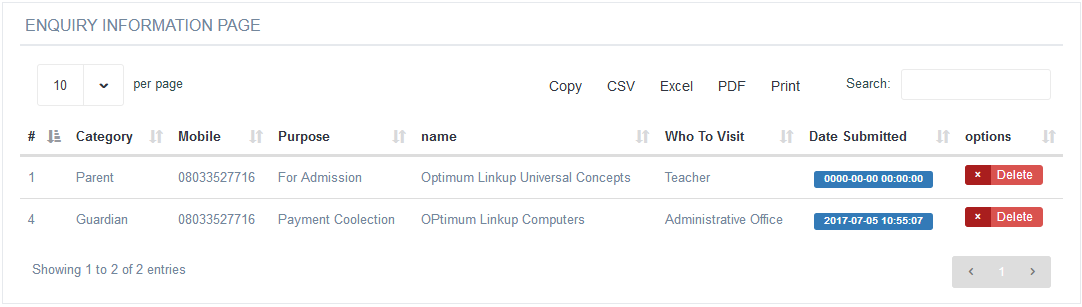 ENQUIRY INFORMATION PAGE
10 per page Copy CSV Excel PDF Print Search:
# Category Mobile Purpose name Who To Visit Date Submitted options
1 Parent 08033527716 For Admission Optimum Linkup Universal Concepts Teacher 0000-00-00 00:00:00 × Delete
4 Guardian 08033527716 Payment Coolection OPtimum Linkup Computers Administrative Office 2017-07-05 10:55:07 × Delete
Showing 1 to 2 of 2 entries ‹ 1 ›